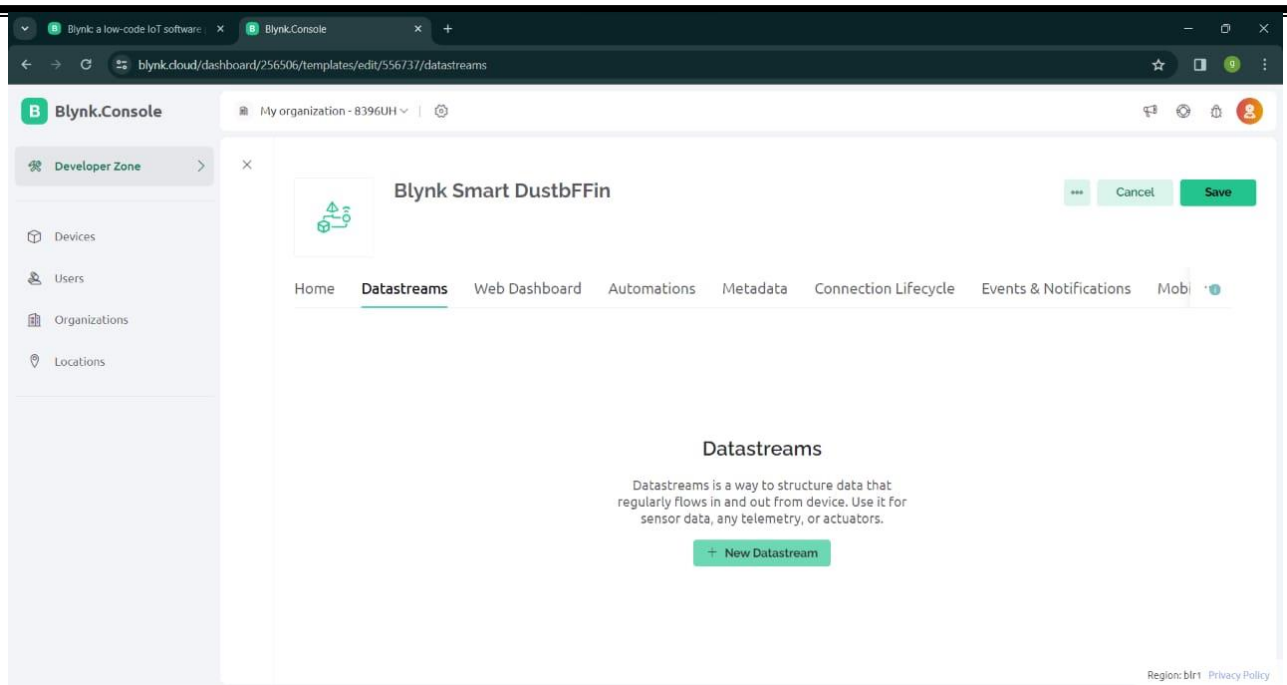 Blynk: a low-code IoT software
Blynk.Console
blynk.cloud/dashboard/256506/templates/edit/556737/datastreams
g
B Blynk.Console
My organization - 8396UH
Developer Zone
Devices
Users
Organizations
Locations
Blynk Smart DustbFFin
Cancel
Save
Home Datastreams Web Dashboard Automations Metadata Connection Lifecycle Events & Notifications Mobi
Datastreams
Datastreams is a way to structure data that
regularly flows in and out from device. Use it for
sensor data, any telemetry, or actuators.
+ New Datastream
Region: blr1 Privacy Policy